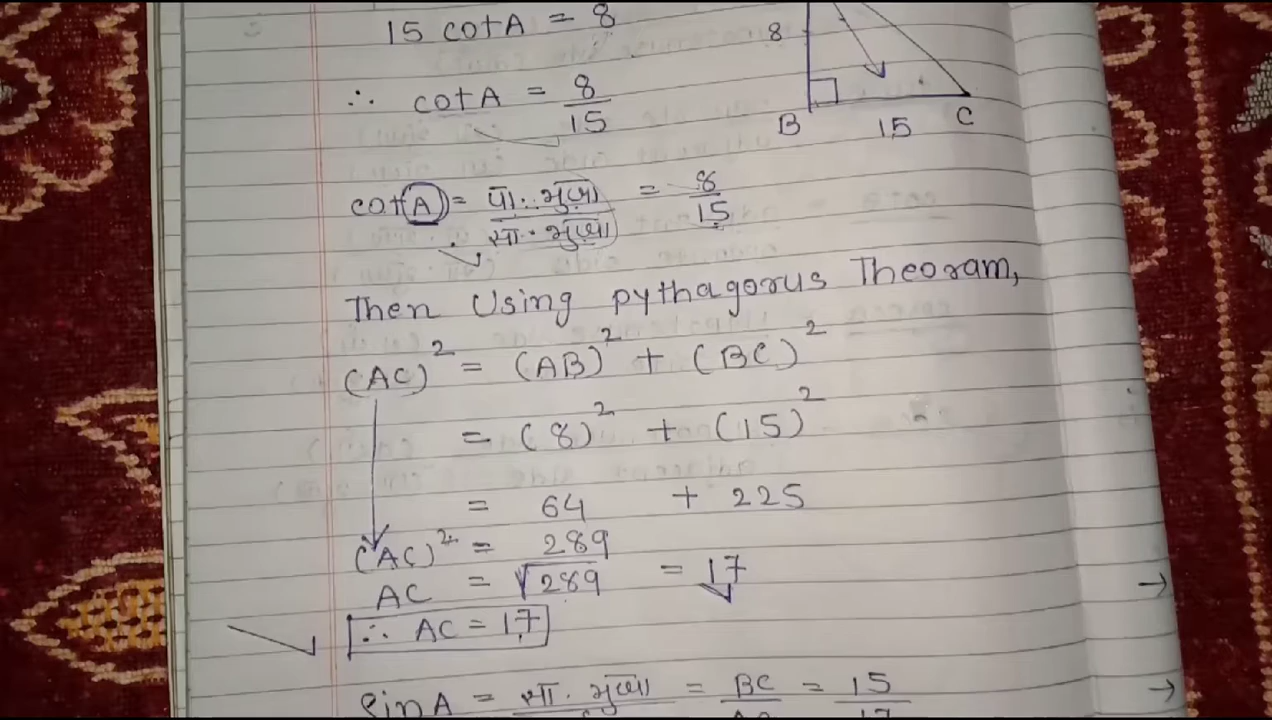 15 cotA = 8
8
∴ cotA = 8/15
B 15 C
cot(A) = पा. भुजा / सा. भुजा = 8/15
Then Using pythagorus Theoram,
(AC)² = (AB)² + (BC)²
= (8)² + (15)²
= 64 + 225
(AC)² = 289
AC = √289 = 17
∴ AC = 17
SinA = सा. भुजा = BC = 15
17